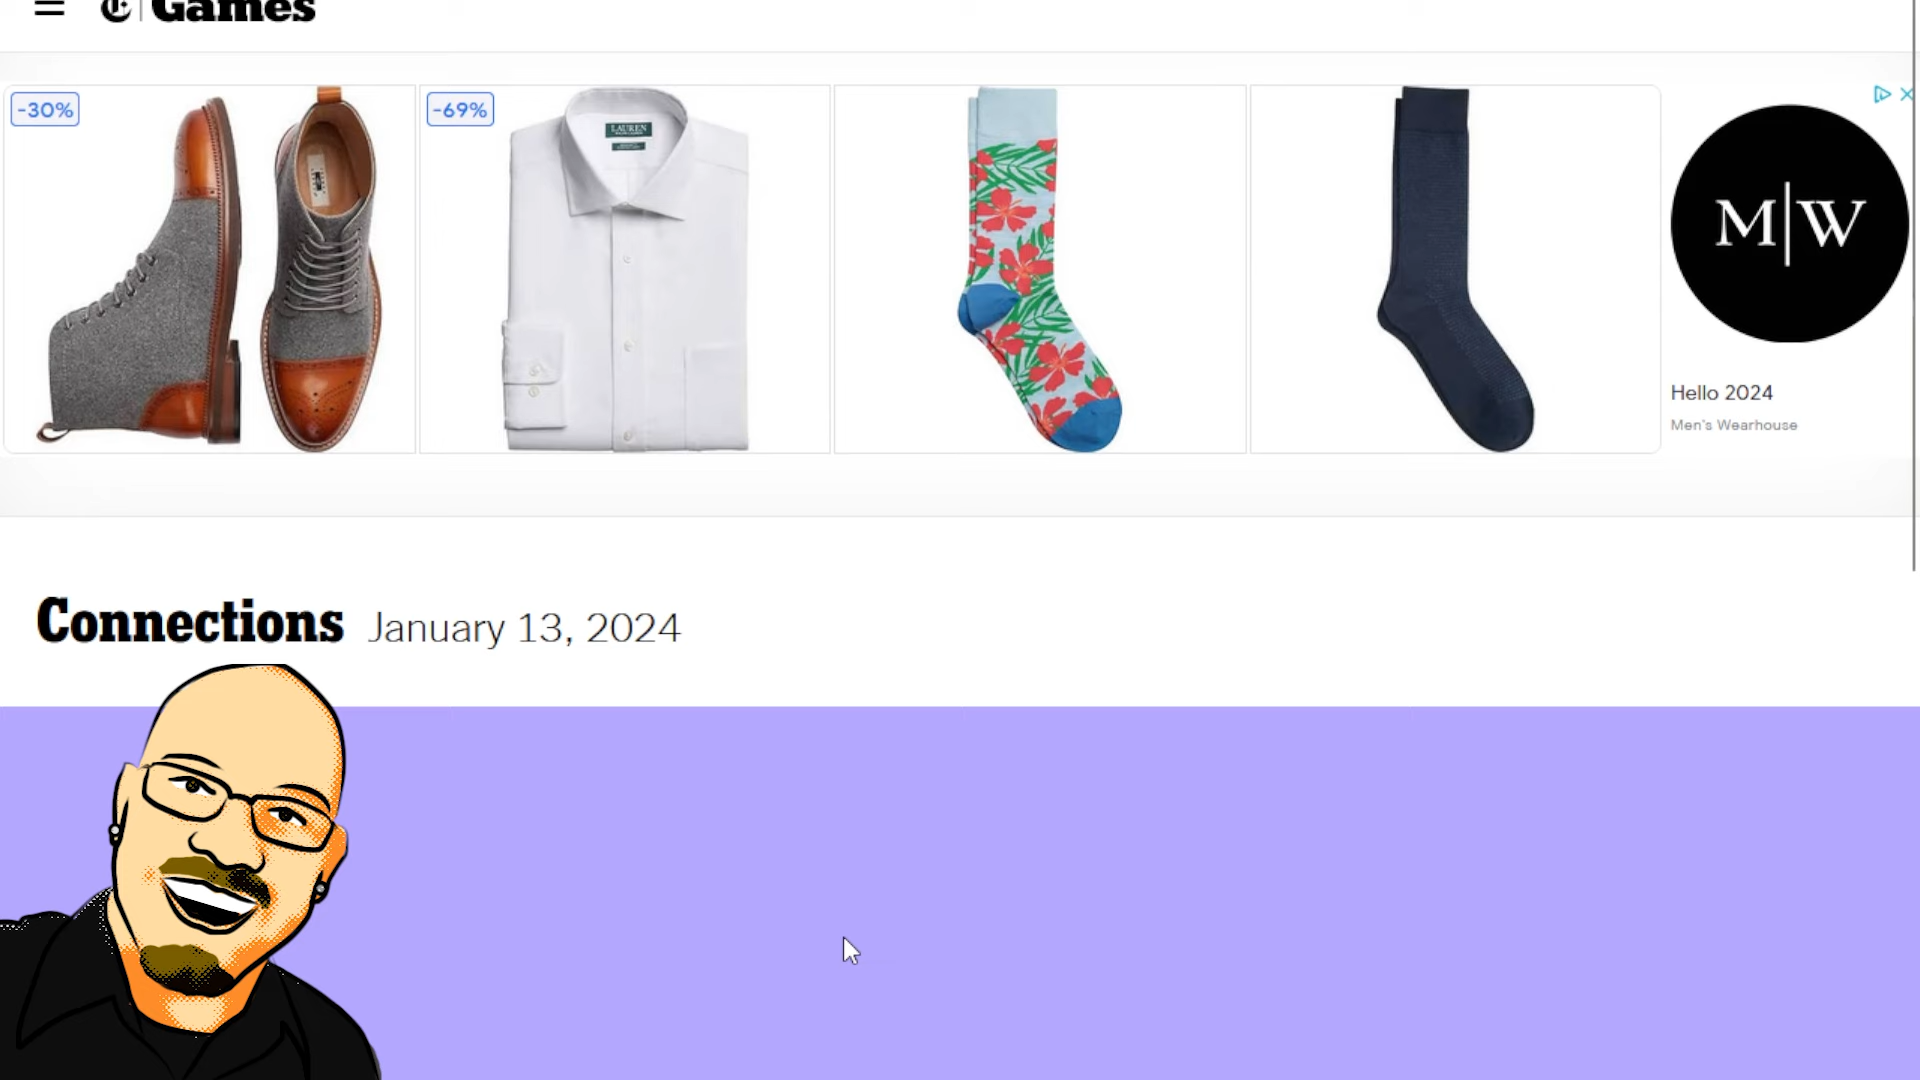 Games
-30%
-69%
LAUREN
M|W
Hello 2024
Men's Wearhouse
Connections January 13, 2024